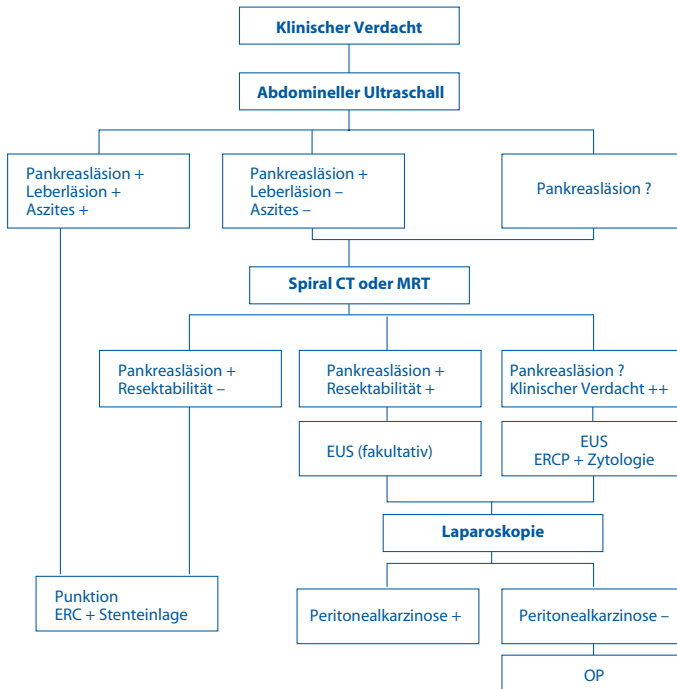 Klinischer Verdacht
Abdomineller Ultraschall
Pankreasläsion +
Leberläsion +
Aszites +
Pankreasläsion +
Leberläsion –
Aszites –
Pankreasläsion ?
Spiral CT oder MRT
Pankreasläsion +
Resektabilität –
Pankreasläsion +
Resektabilität +
Pankreasläsion ?
Klinischer Verdacht ++
EUS (fakultativ)
EUS
ERCP + Zytologie
Laparoskopie
Punktion
ERC + Stenteinlage
Peritonealkarzinose +
Peritonealkarzinose –
OP